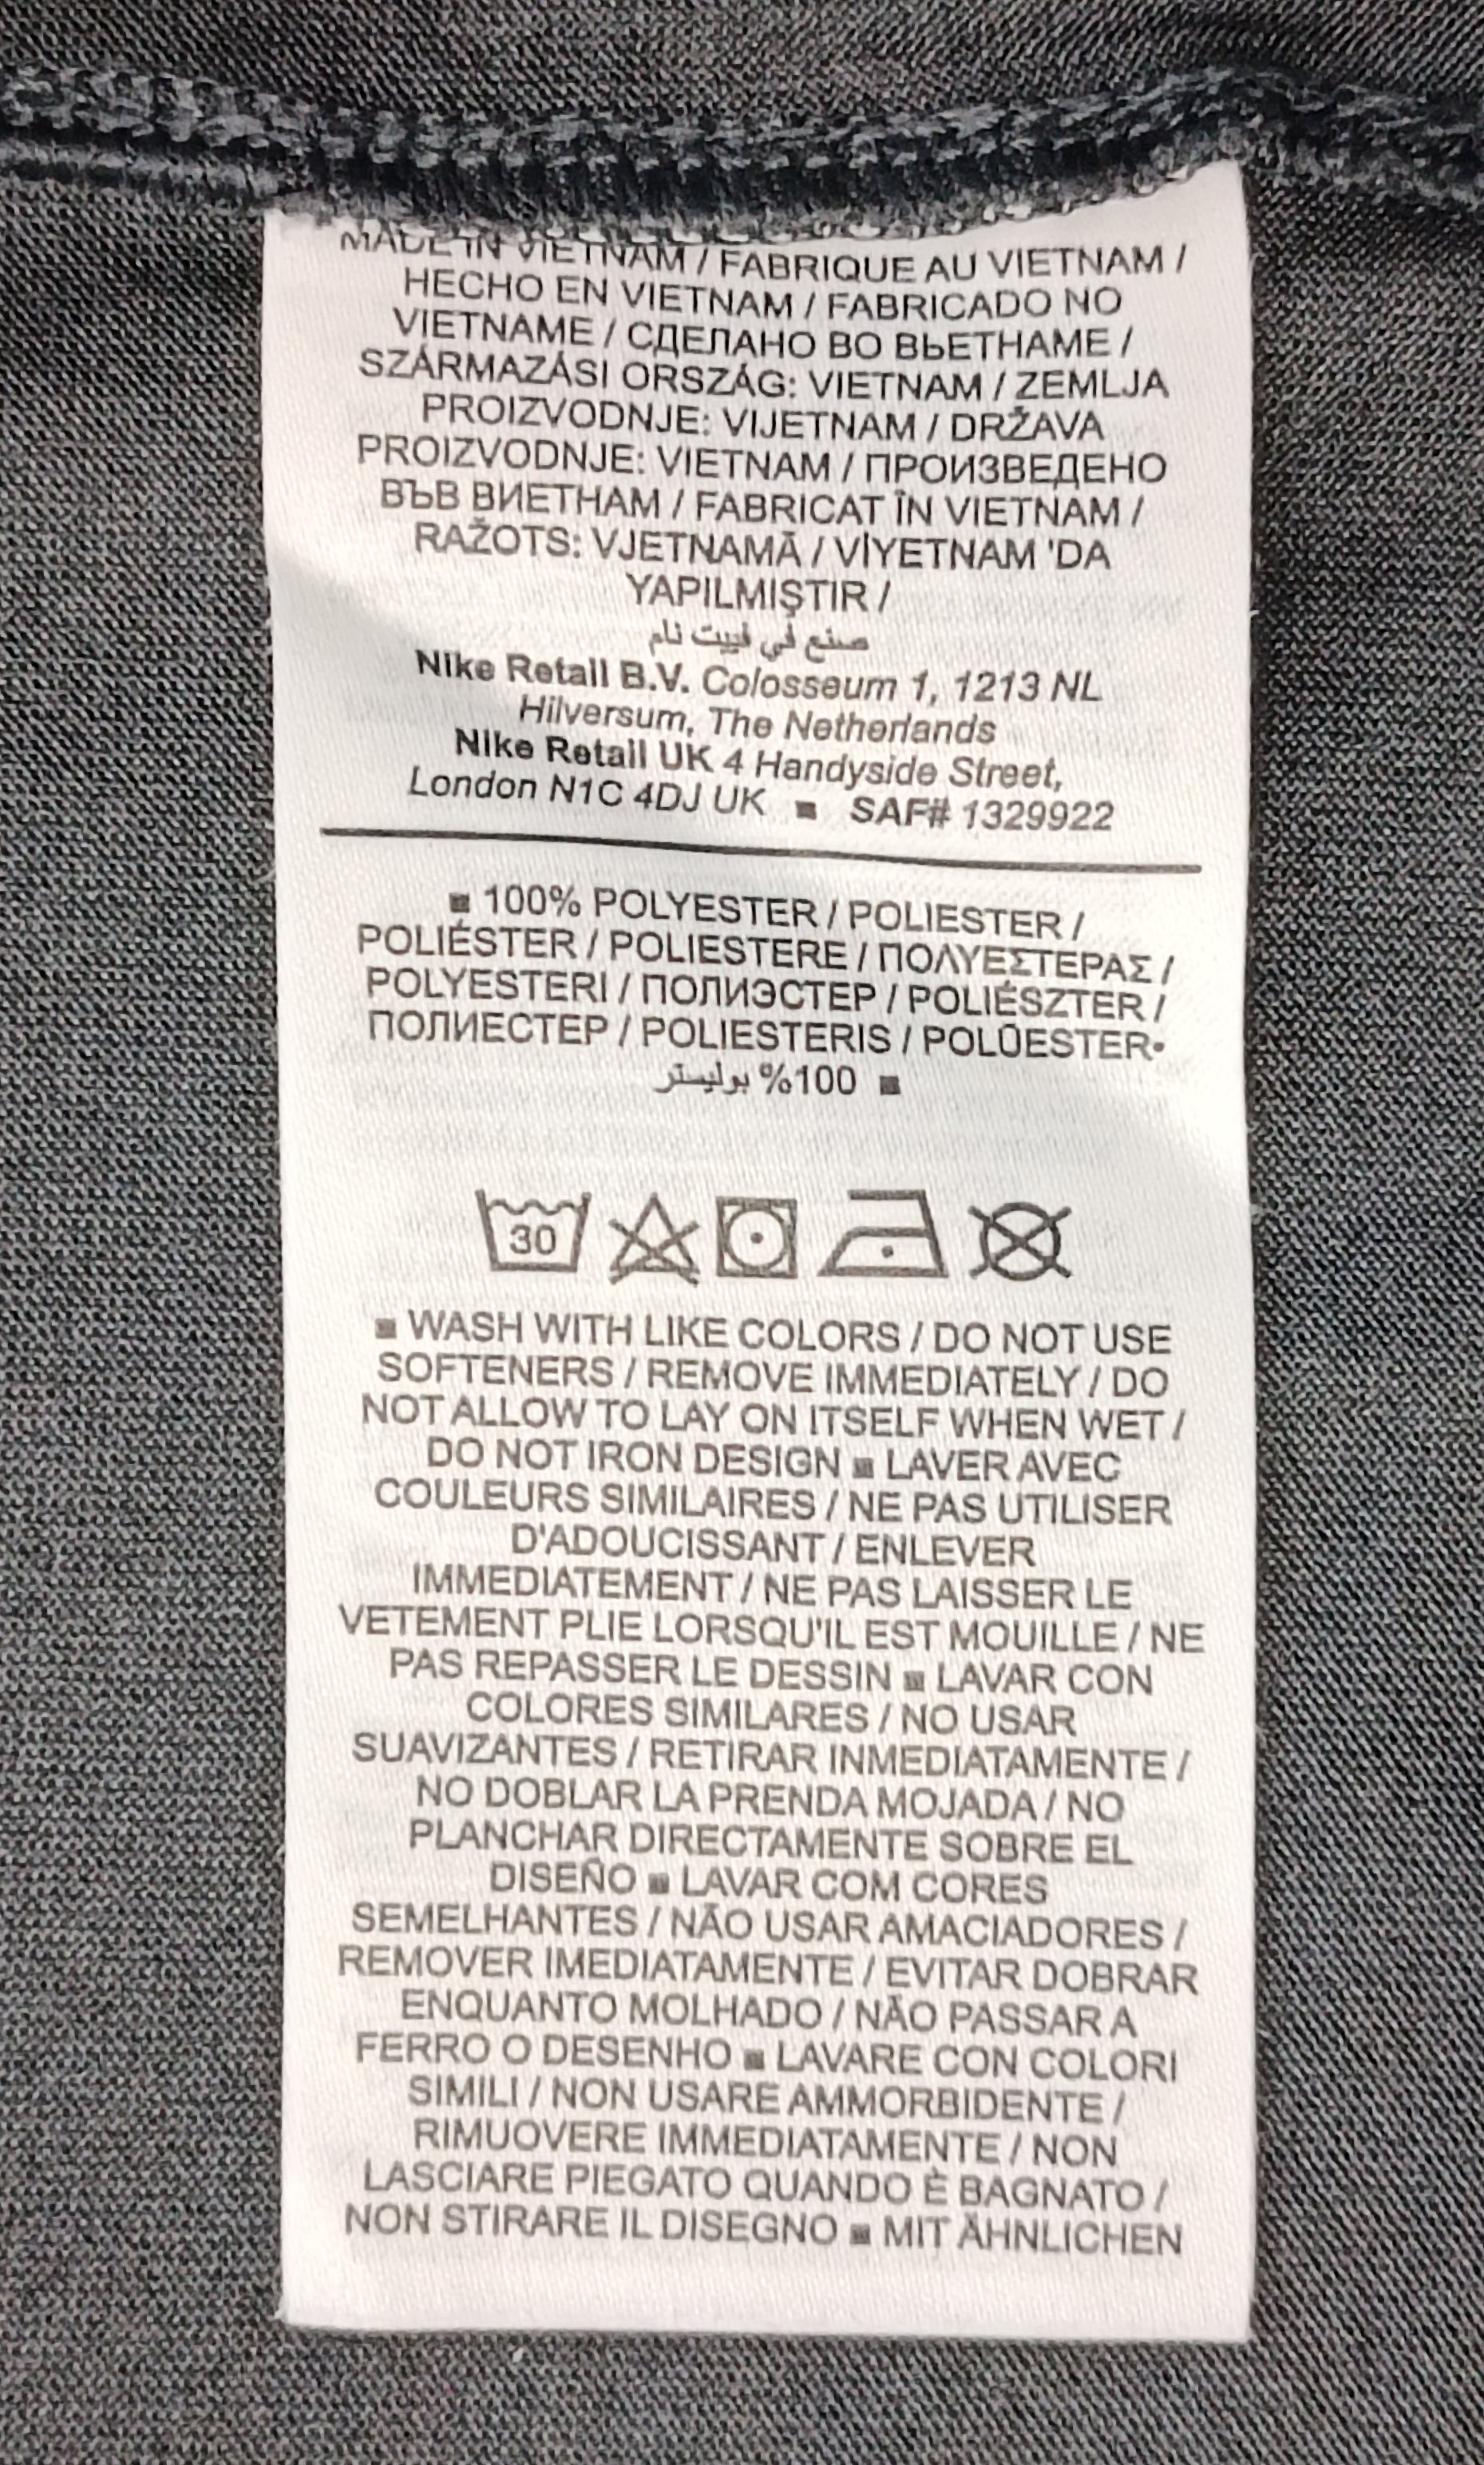 MADE IN VIETNAM / FABRIQUE AU VIETNAM /
HECHO EN VIETNAM / FABRICADO NO
VIETNAME / СДЕЛАНО ВО ВЬЕТНАМЕ /
SZÁRMAZÁSI ORSZÁG: VIETNAM / ZEMLJA
PROIZVODNJE: VIJETNAM / DRŽAVA
PROIZVODNJE: VIETNAM / ПРОИЗВЕДЕНО
ВЪВ ВИЕТНАМ / FABRICAT ÎN VIETNAM /
RAŽOTS: VJETNAMĀ / VİYETNAM 'DA
YAPILMIŞTIR /
صنع في فييت نام
Nike Retail B.V. Colosseum 1, 1213 NL
Hilversum, The Netherlands
Nike Retail UK 4 Handyside Street,
London N1C 4DJ UK ■ SAF# 1329922
■ 100% POLYESTER / POLIESTER /
POLIÉSTER / POLIESTERE / ΠΟΛΥΕΣΤΕΡΑΣ /
POLYESTERI / ПОЛИЭСТЕР / POLIÉSZTER /
ПОЛИЕСТЕР / POLIESTERIS / POLÜESTER•
■ 100% بوليستر
30
■ WASH WITH LIKE COLORS / DO NOT USE
SOFTENERS / REMOVE IMMEDIATELY / DO
NOT ALLOW TO LAY ON ITSELF WHEN WET /
DO NOT IRON DESIGN ■ LAVER AVEC
COULEURS SIMILAIRES / NE PAS UTILISER
D'ADOUCISSANT / ENLEVER
IMMEDIATEMENT / NE PAS LAISSER LE
VETEMENT PLIE LORSQU'IL EST MOUILLE / NE
PAS REPASSER LE DESSIN ■ LAVAR CON
COLORES SIMILARES / NO USAR
SUAVIZANTES / RETIRAR INMEDIATAMENTE /
NO DOBLAR LA PRENDA MOJADA / NO
PLANCHAR DIRECTAMENTE SOBRE EL
DISEÑO ■ LAVAR COM CORES
SEMELHANTES / NÃO USAR AMACIADORES /
REMOVER IMEDIATAMENTE / EVITAR DOBRAR
ENQUANTO MOLHADO / NÃO PASSAR A
FERRO O DESENHO ■ LAVARE CON COLORI
SIMILI / NON USARE AMMORBIDENTE /
RIMUOVERE IMMEDIATAMENTE / NON
LASCIARE PIEGATO QUANDO È BAGNATO /
NON STIRARE IL DISEGNO ■ MIT ÄHNLICHEN